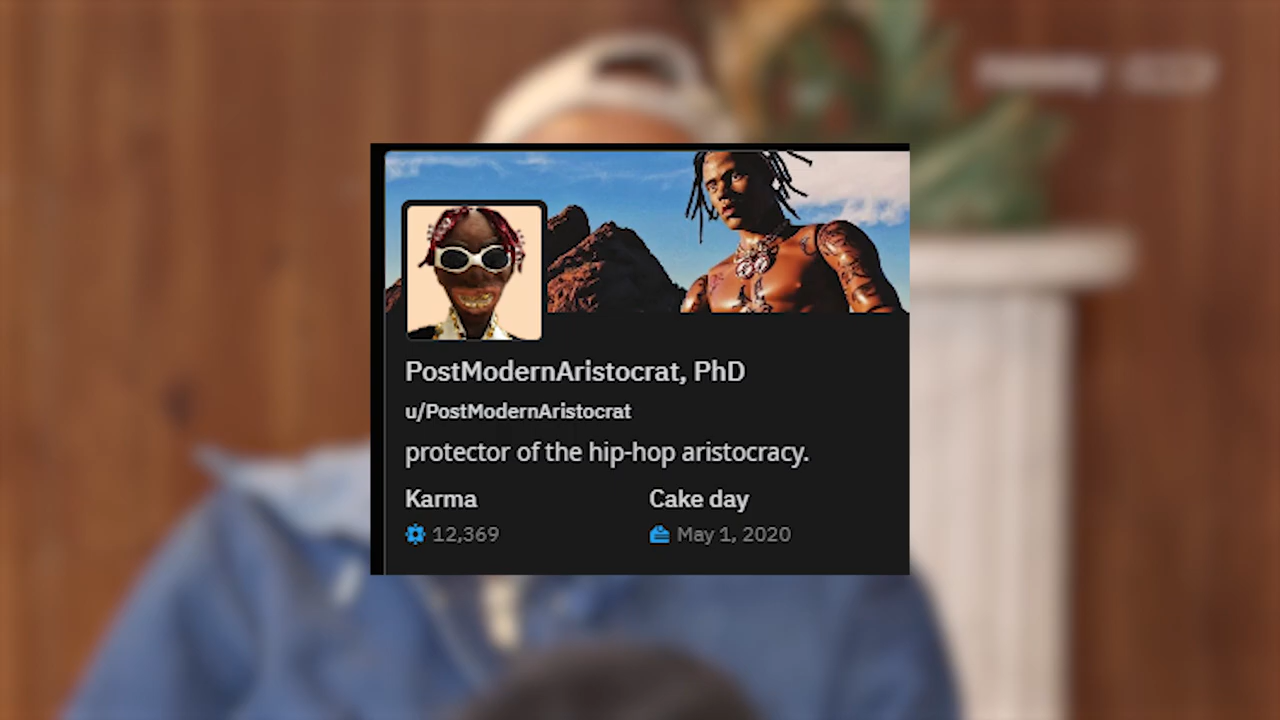 PostModernAristocrat, PhD
u/PostModernAristocrat
protector of the hip-hop aristocracy.
Karma
Cake day
12,369
May 1, 2020